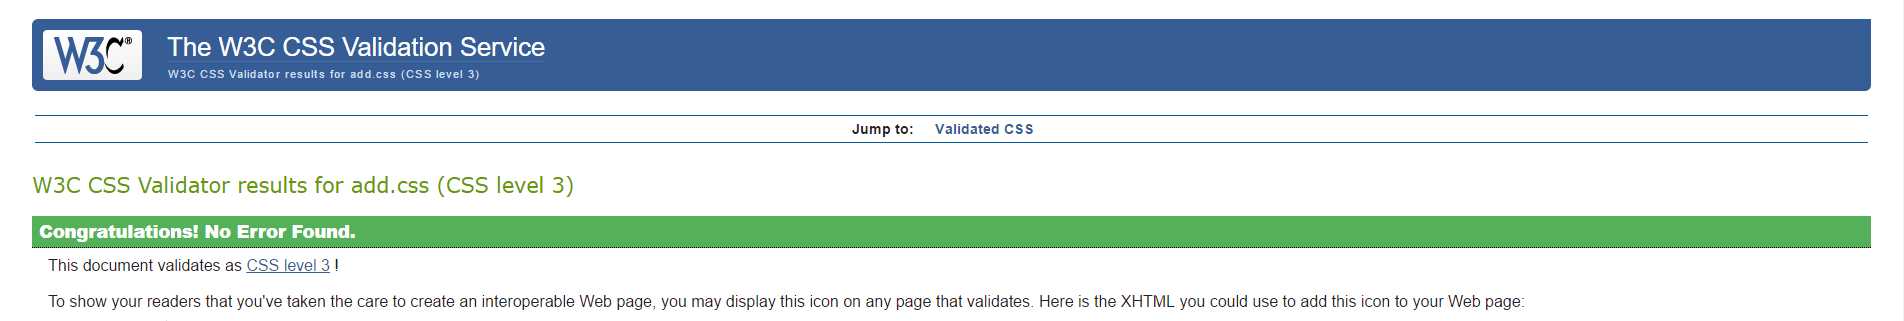 W3C®
The W3C CSS Validation Service
W3C CSS Validator results for add.css (CSS level 3)
Jump to: Validated CSS
W3C CSS Validator results for add.css (CSS level 3)
Congratulations! No Error Found.
This document validates as CSS level 3 !
To show your readers that you've taken the care to create an interoperable Web page, you may display this icon on any page that validates. Here is the XHTML you could use to add this icon to your Web page: